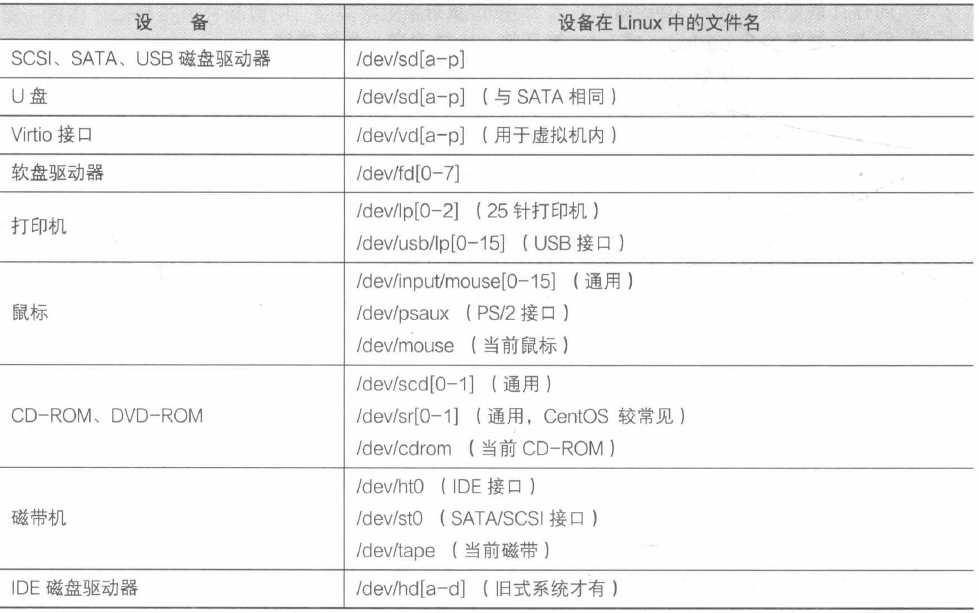 设 备 设备在 Linux 中的文件名
SCSI、SATA、USB 磁盘驱动器 /dev/sd[a-p]
U 盘 /dev/sd[a-p] （与 SATA 相同）
Virtio 接口 /dev/vd[a-p] （用于虚拟机内）
软盘驱动器 /dev/fd[0-7]
打印机
/dev/lp[0-2] （25 针打印机）
/dev/usb/lp[0-15] （USB 接口）
鼠标
/dev/input/mouse[0-15] （通用）
/dev/psaux （PS/2 接口）
/dev/mouse （当前鼠标）
CD-ROM、DVD-ROM
/dev/scd[0-1] （通用）
/dev/sr[0-1] （通用，CentOS 较常见）
/dev/cdrom （当前 CD-ROM）
磁带机
/dev/ht0 （IDE 接口）
/dev/st0 （SATA/SCSI 接口）
/dev/tape （当前磁带）
IDE 磁盘驱动器 /dev/hd[a-d] （旧式系统才有）